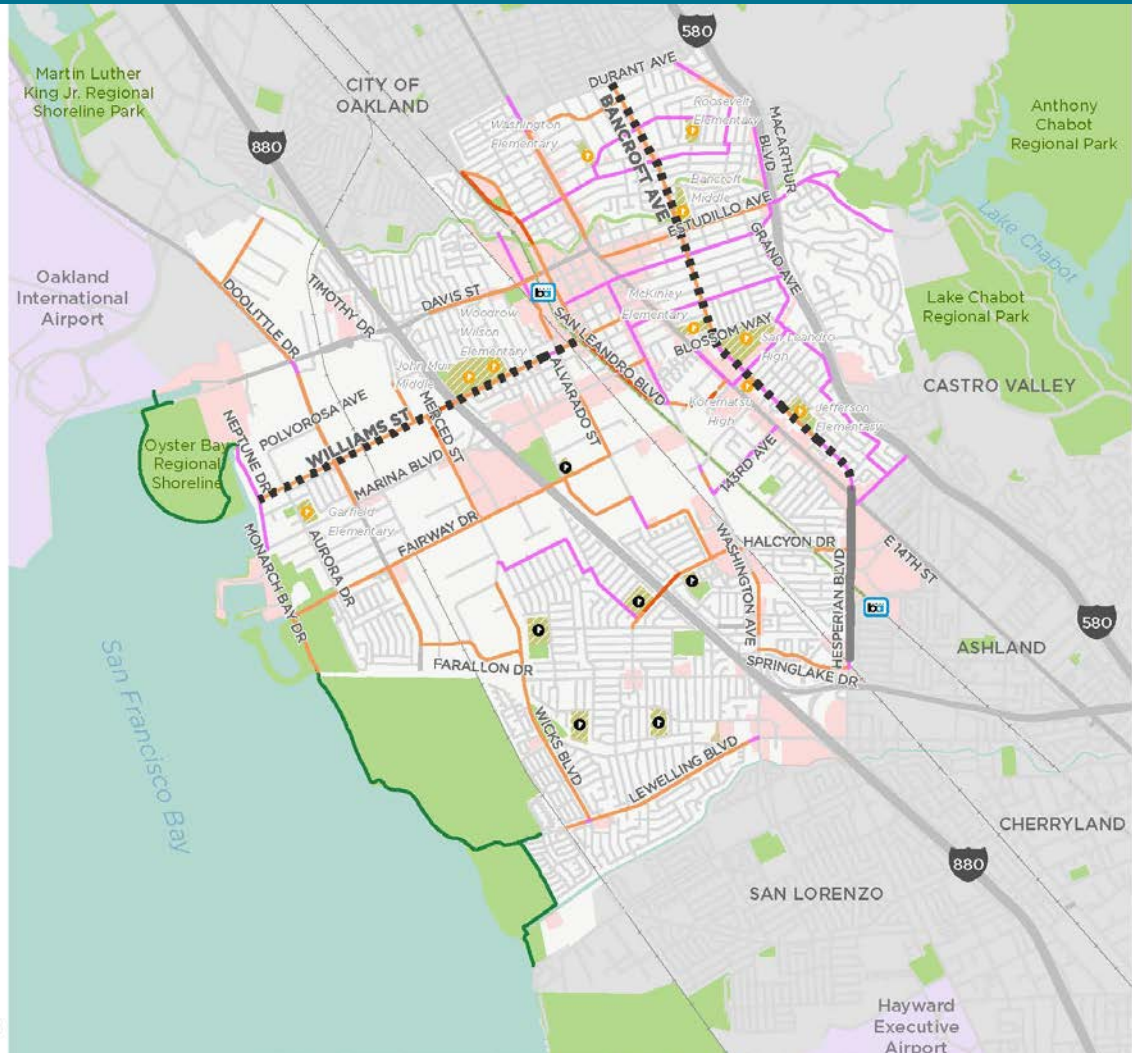 580
DURANT AVE
Martin Luther
King Jr. Regional
Shoreline Park
CITY OF
OAKLAND
BANCROFT AVE
Roosevelt
Elementary
Washington
Elementary
MACARTHUR
BLVD
Anthony
Chabot
Regional Park
880
Bancroft
Middle
ESTUDILLO AVE
GRAND AVE
Lake Chabot
Oakland
International
Airport
DOOLITTLE DR
TIMOTHY DR
DAVIS ST
ba
McKinley
Elementary
Lake Chabot
Regional Park
Woodrow
Wilson
Elementary
SAN LEANDRO BLVD
BLOSSOM WAY
San Leandro
High
John Muir
Middle
ALVARADO ST
CASTRO VALLEY
POLVOROSA AVE
MERCED ST
Korematsu
High
Jefferson
Elementary
NEPTUNE DR
WILLIAMS ST
Oyster Bay
Regional
Shoreline
MARINA BLVD
143RD AVE
Garfield
Elementary
FAIRWAY DR
MONARCH BAY DR
AURORA DR
WASHINGTON AVE
HALCYON DR
E 14TH ST
HESPERIAN BLVD
ba
580
ASHLAND
San Francisco Bay
FARALLON DR
SPRINGLAKE DR
WICKS BLVD
LEWELLING BLVD
CHERRYLAND
880
SAN LORENZO
Hayward
Executive
Airport